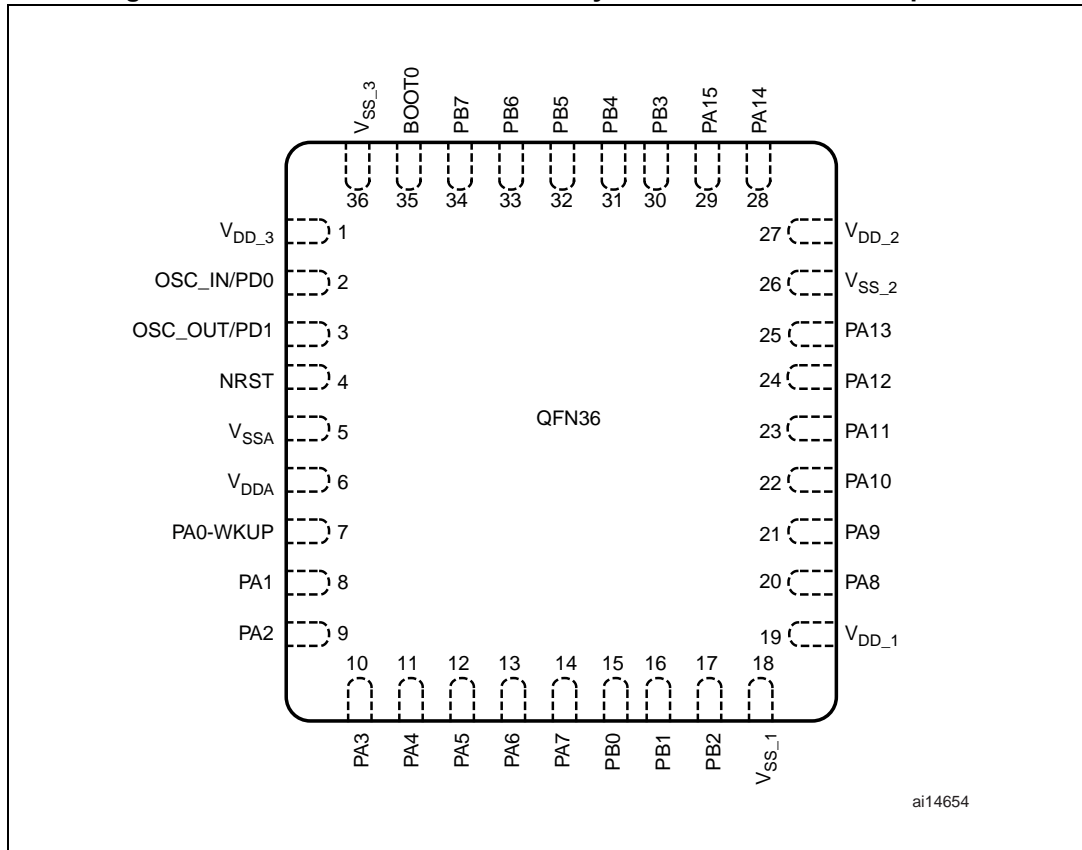 VSS_3
BOOT0
PB7
PB6
PB5
PB4
PB3
PA15
PA14
36 35 34 33 32 31 30 29 28
VDD_3 1
OSC_IN/PD0 2
OSC_OUT/PD1 3
NRST 4
VSSA 5
VDDA 6
PA0-WKUP 7
PA1 8
PA2 9
QFN36
27 VDD_2
26 VSS_2
25 PA13
24 PA12
23 PA11
22 PA10
21 PA9
20 PA8
19 VDD_1
10 11 12 13 14 15 16 17 18
PA3
PA4
PA5
PA6
PA7
PB0
PB1
PB2
VSS_1
ai14654